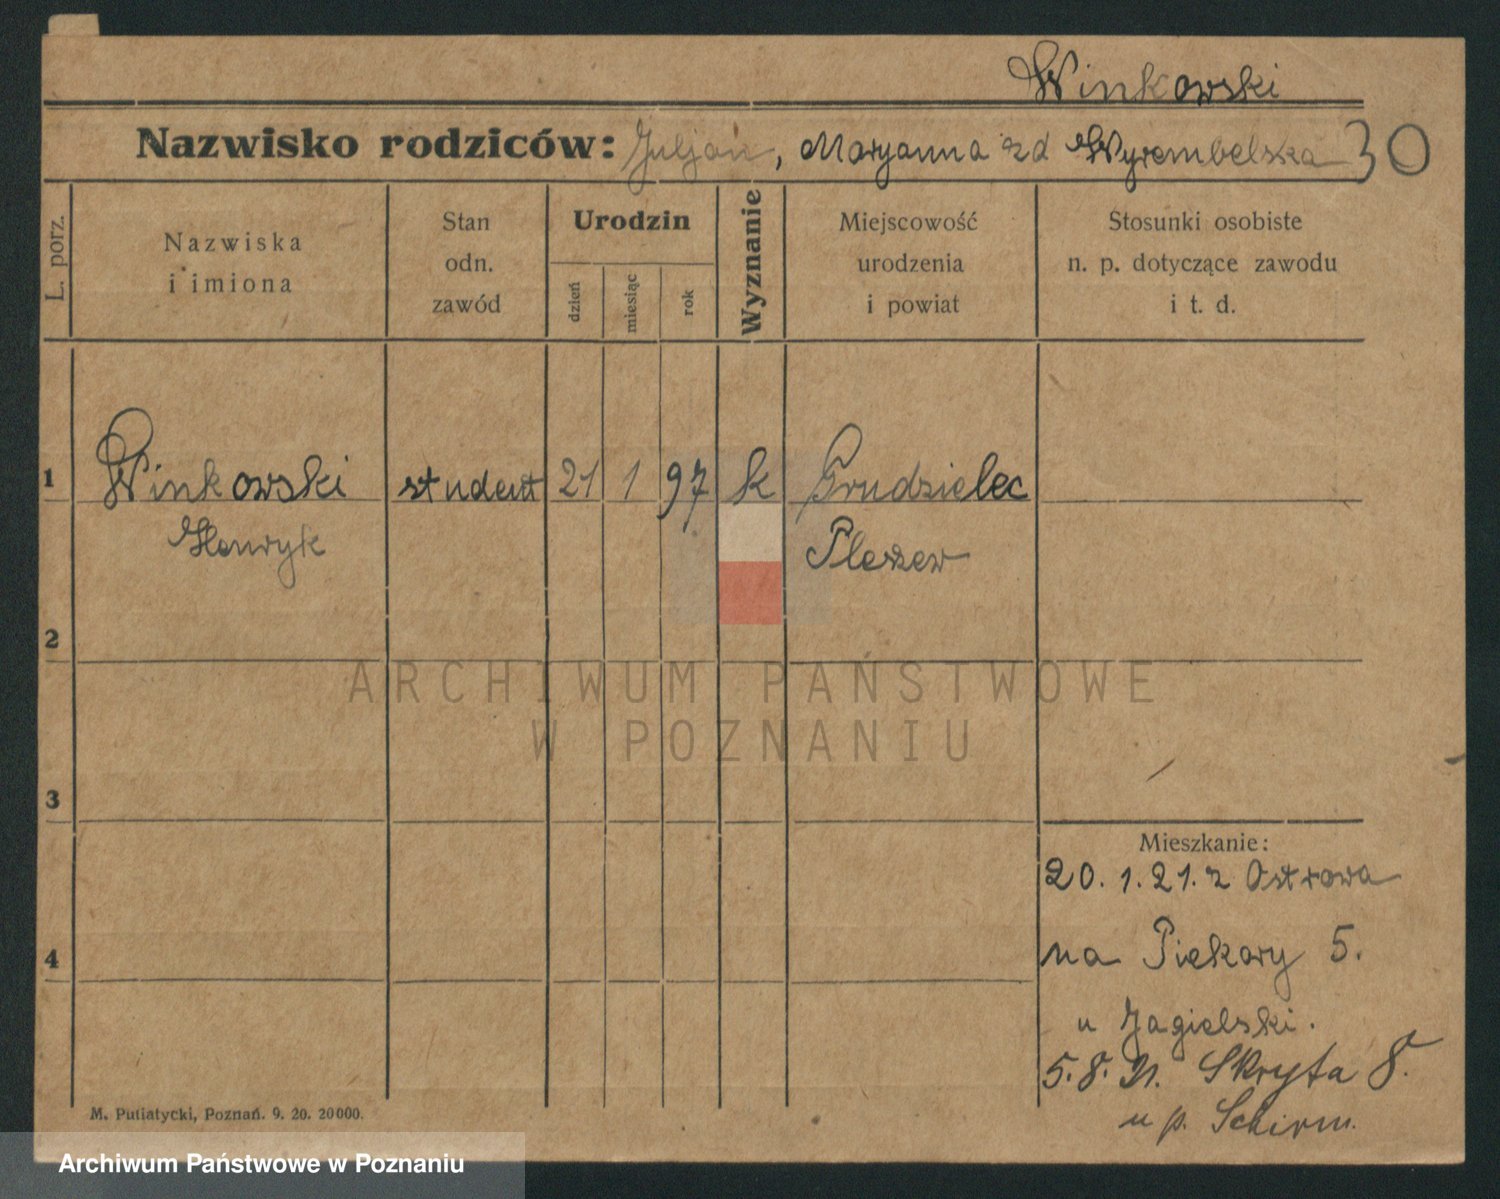 Winkowski
Nazwisko rodziców: Juljan, Maryanna zd Wyrembelska 30
L. porz.
Nazwiska
i imiona
Stan
odn.
zawód
Urodzin
dzień
miesiąc
rok
Wyznanie
Miejscowość
urodzenia
i powiat
Stosunki osobiste
n. p. dotyczące zawodu
i t. d.
1 Winkowski student 21 1 97 k Grudzielec
Henryk Pleszew
2
ARCHIWUM PAŃSTWOWE
W POZNANIU
3
Mieszkanie:
20. 1. 21. z Ostrowa
4 na Piekary 5.
u Jagielski.
5. 8. 21. Skryta 8.
u p. Schirm.
M. Putiatycki, Poznań. 9. 20. 20000.
Archiwum Państwowe w Poznaniu